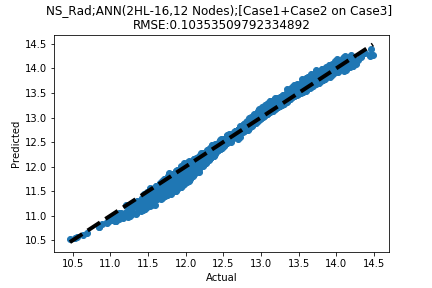 NS_Rad;ANN(2HL-16,12 Nodes);[Case1+Case2 on Case3]
RMSE:0.10353509792334892
14.5
14.0
13.5
13.0
12.5
12.0
11.5
11.0
10.5
Predicted
10.5 11.0 11.5 12.0 12.5 13.0 13.5 14.0 14.5
Actual